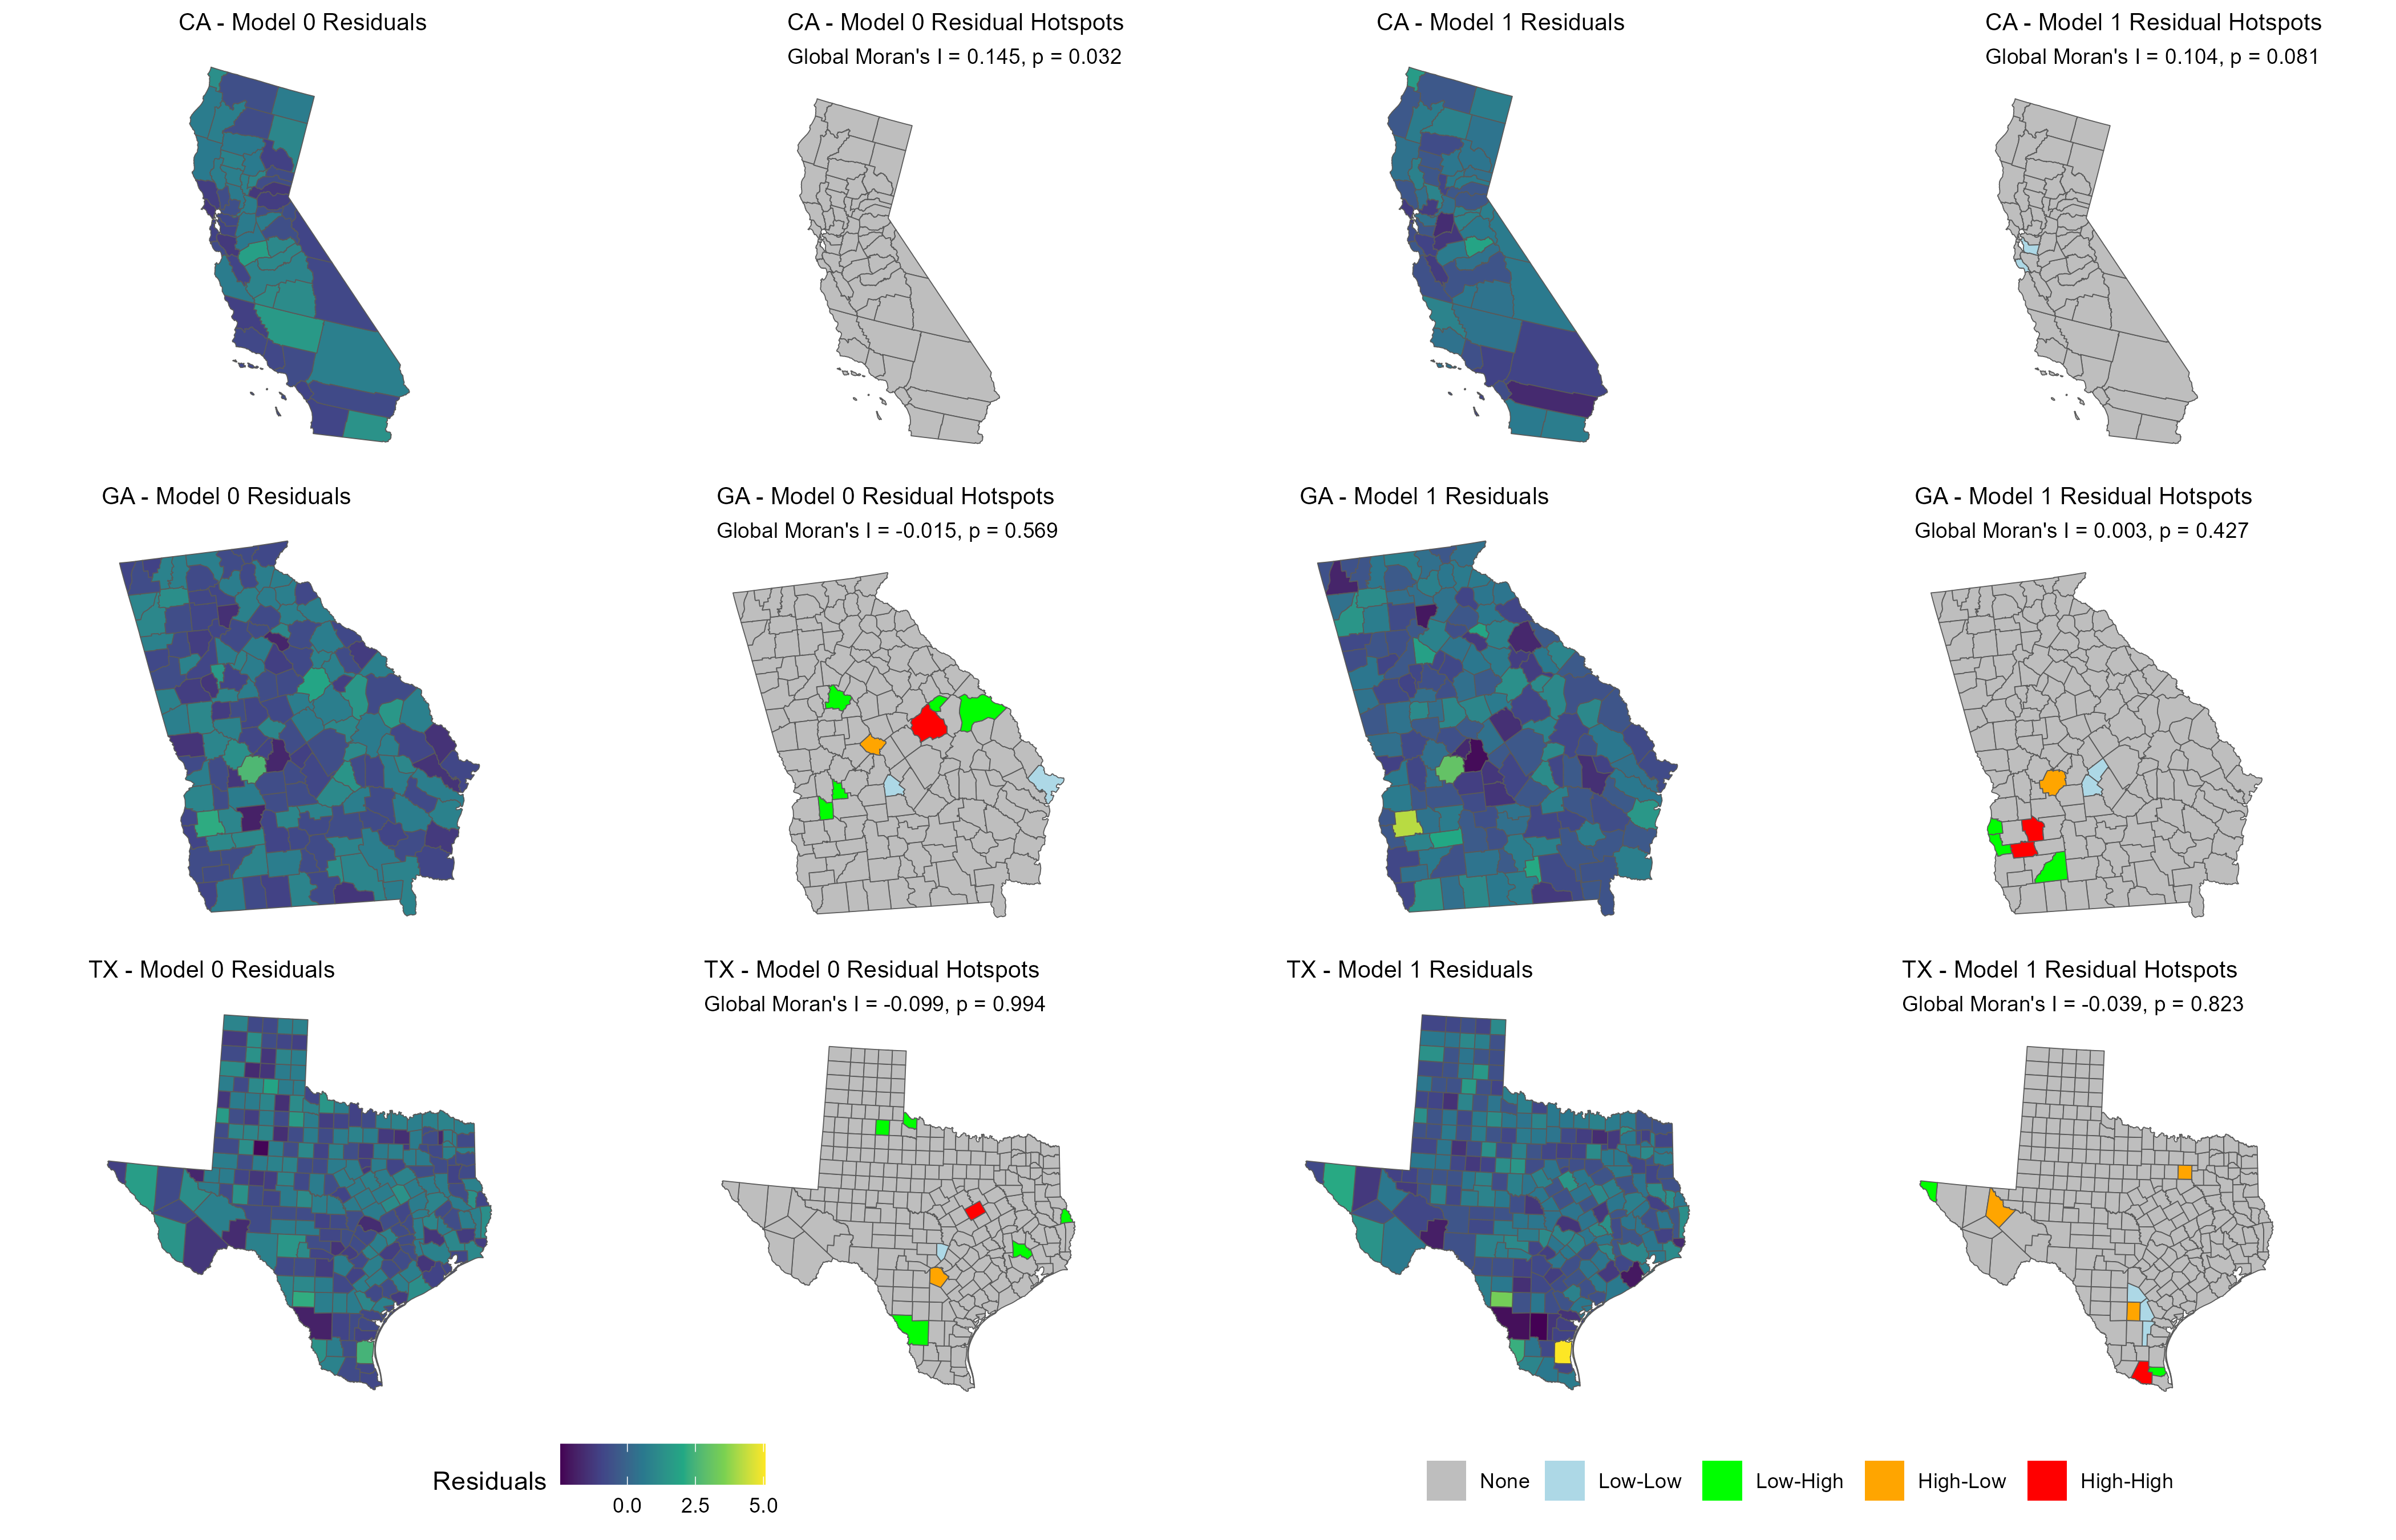 CA - Model 0 Residuals
CA - Model 0 Residual Hotspots
Global Moran's I = 0.145, p = 0.032
CA - Model 1 Residuals
CA - Model 1 Residual Hotspots
Global Moran's I = 0.104, p = 0.081
GA - Model 0 Residuals
GA - Model 0 Residual Hotspots
Global Moran's I = -0.015, p = 0.569
GA - Model 1 Residuals
GA - Model 1 Residual Hotspots
Global Moran's I = 0.003, p = 0.427
TX - Model 0 Residuals
TX - Model 0 Residual Hotspots
Global Moran's I = -0.099, p = 0.994
TX - Model 1 Residuals
TX - Model 1 Residual Hotspots
Global Moran's I = -0.039, p = 0.823
Residuals
0.0 2.5 5.0
None Low-Low Low-High High-Low High-High